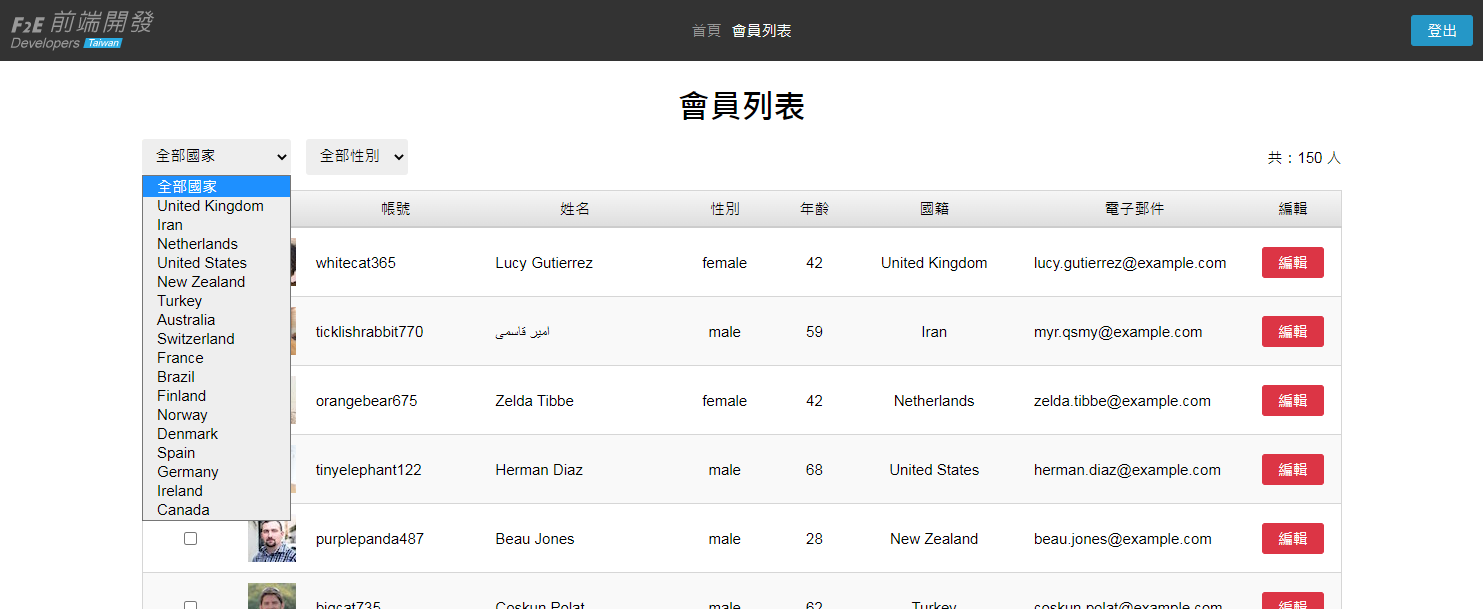 F2E 前端開發
Developers Taiwan
首頁 會員列表
登出
會員列表
全部國家 全部性別
共：150 人
全部國家
United Kingdom
Iran
Netherlands
United States
New Zealand
Turkey
Australia
Switzerland
France
Brazil
Finland
Norway
Denmark
Spain
Germany
Ireland
Canada
帳號 姓名 性別 年齡 國籍 電子郵件 編輯
whitecat365 Lucy Gutierrez female 42 United Kingdom lucy.gutierrez@example.com 編輯
ticklishrabbit770 امیر قاسمی male 59 Iran myr.qsmy@example.com 編輯
orangebear675 Zelda Tibbe female 42 Netherlands zelda.tibbe@example.com 編輯
tinyelephant122 Herman Diaz male 68 United States herman.diaz@example.com 編輯
purplepanda487 Beau Jones male 28 New Zealand beau.jones@example.com 編輯
bigcat735 Coskun Polat male 62 Turkey coskun.polat@example.com 編輯